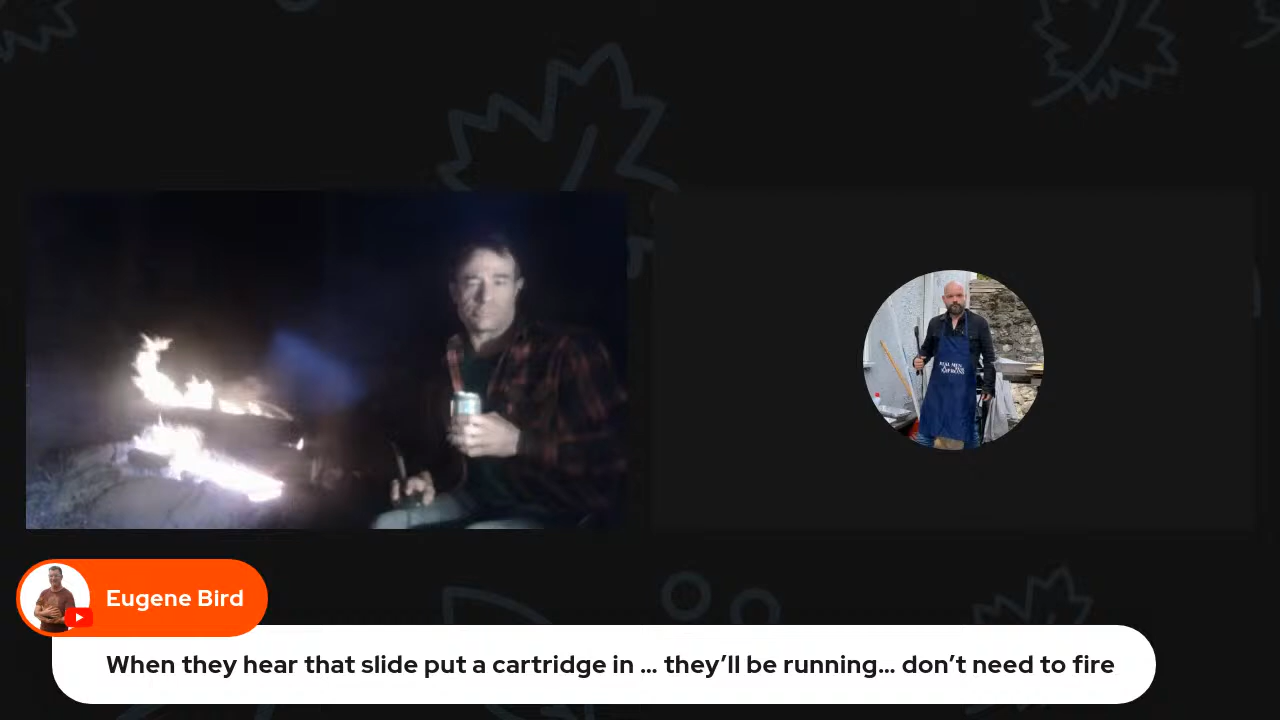 Eugene Bird
When they hear that slide put a cartridge in ... they’ll be running... don’t need to fire